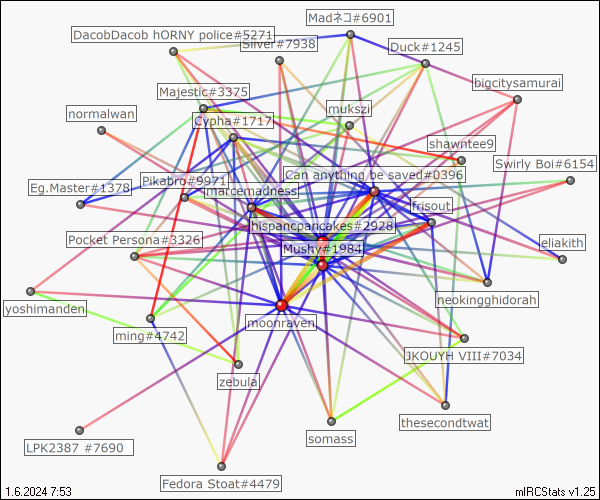 Madネコ#6901
DacobDacob hORNY police#5271
Silver#7938
Duck#1245
bigcitysamurai
Majestic#3375
mukszi
normalwan
Cypha#1717
shawntee9
Swirly Boi#6154
Can anything be saved#0396
Pikabro#9971
Eg.Master#1378
marcemadness
frisout
hispancpancakes#2928
Pocket Persona#3326
Mushy#1984
eliakith
neokingghidorah
yoshimanden
moonraven
ming#4742
JKOUYH VIII#7034
zebula
thesecondtwat
somass
LPK2387 #7690
Fedora Stoat#4479
1.6.2024 7:53
mIRCStats v1.25